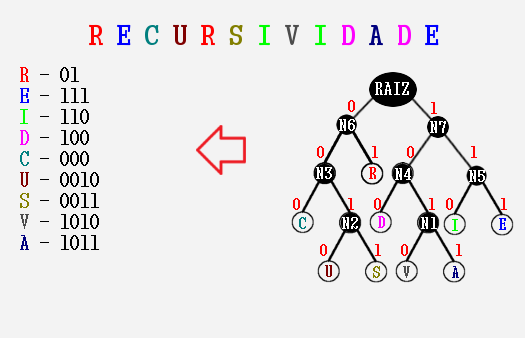 RECURSIVIDADE
R - 01
E - 111
I - 110
D - 100
C - 000
U - 0010
S - 0011
V - 1010
A - 1011
RAIZ
0 1
N6 N7
0 1 0 1
N3 R N4 N5
0 1 0 1 0 1
C N2 D N1 I E
0 1 0 1
U S V A